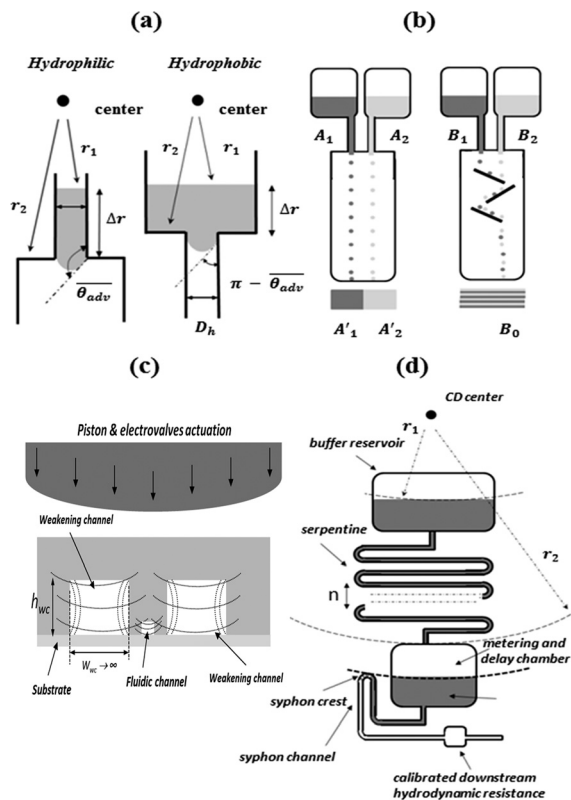 (a)
Hydrophilic
Hydrophobic
center
center
r₁
r₂
r₂
r₁
Δr
Δr
θ̅adv
π − θ̅adv
Dh
(b)
A₁
A₂
B₁
B₂
A'₁
A'₂
B₀
(c)
Piston & electrovalves actuation
Weakening channel
hwc
Wwc → ∞
Substrate
Fluidic channel
Weakening channel
(d)
CD center
r₁
buffer reservoir
serpentine
r₂
n
metering and
delay chamber
syphon crest
syphon channel
calibrated downstream
hydrodynamic resistance